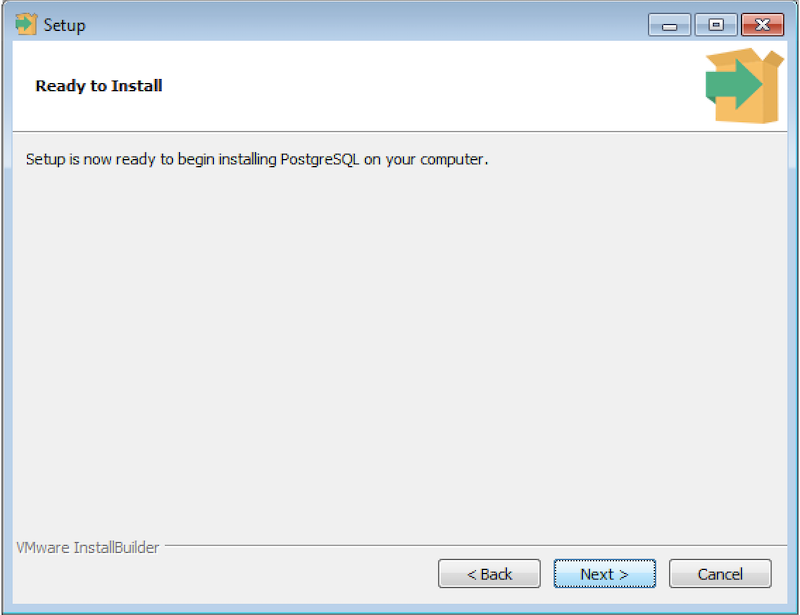 Setup
Ready to Install
Setup is now ready to begin installing PostgreSQL on your computer.
VMware InstallBuilder
< Back
Next >
Cancel